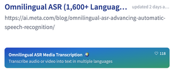 Omnilingual ASR (1,600+ Languag...
updated 2 days a
https://ai.meta.com/blog/omnilingual-asr-advancing-automatic-
speech-recognition/
Omnilingual ASR Media Transcription
118
Transcribe audio or video into text in multiple languages